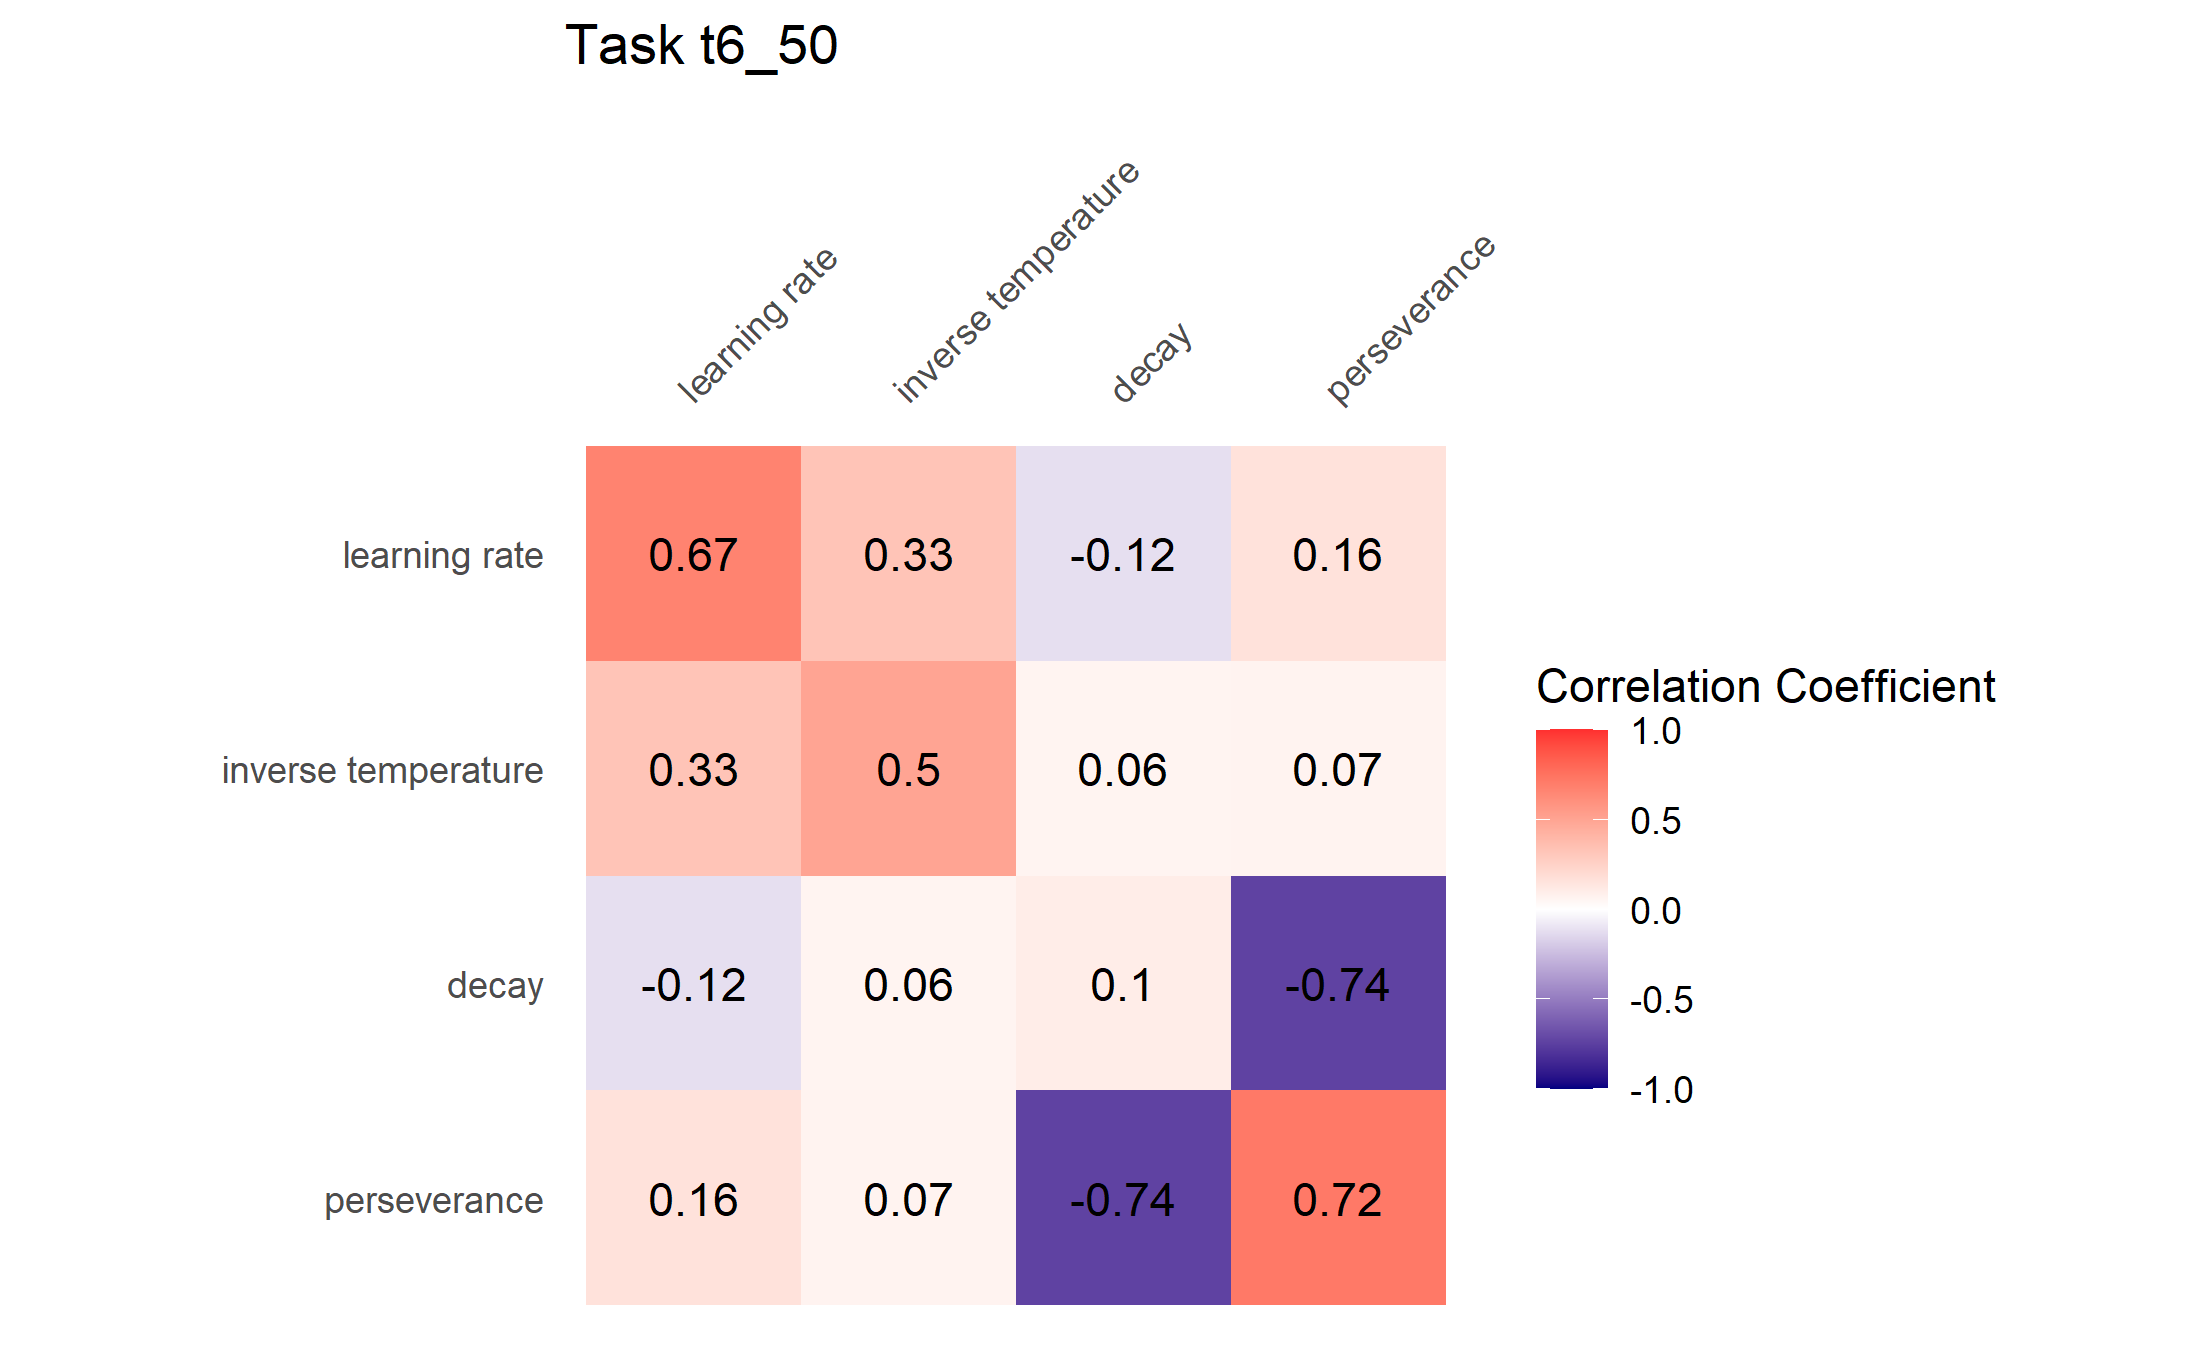 Task t6_50
learning rate
inverse temperature
decay
perseverance
learning rate
0.67 0.33 -0.12 0.16
inverse temperature
0.33 0.5 0.06 0.07
decay
-0.12 0.06 0.1 -0.74
perseverance
0.16 0.07 -0.74 0.72
Correlation Coefficient
1.0
0.5
0.0
-0.5
-1.0